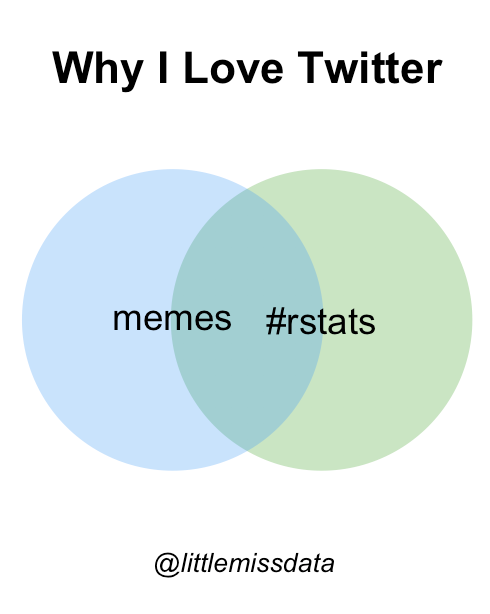 Why I Love Twitter
memes
#rstats
@littlemissdata